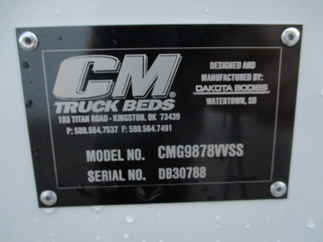 CM
TRUCK BEDS
103 TITAN ROAD • KINGSTON, OK 73439
P: 580.564.7537 F: 580.564.7491
DESIGNED AND
MANUFACTURED BY:
DAKOTA BODIES
WATERTOWN, SD
MODEL NO. CMG9878VVSS
SERIAL NO. DB30788